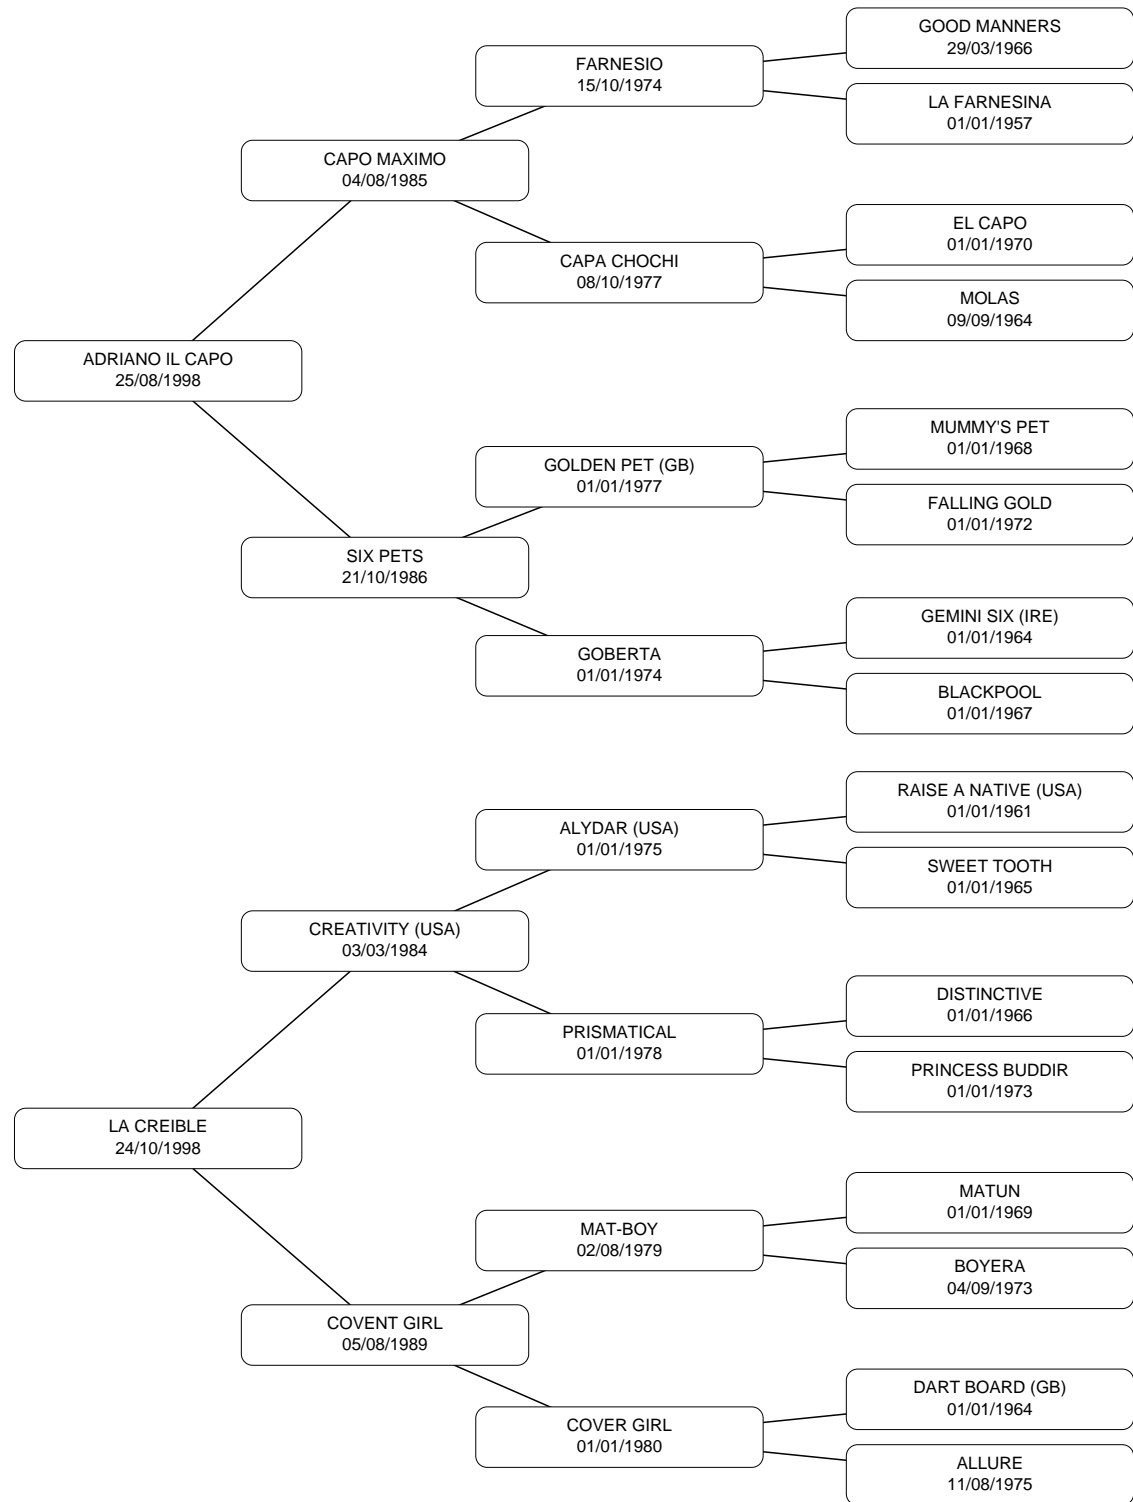 GOOD MANNERS
29/03/1966
FARNESIO
15/10/1974
LA FARNESINA
01/01/1957
CAPO MAXIMO
04/08/1985
EL CAPO
01/01/1970
CAPA CHOCHI
08/10/1977
MOLAS
09/09/1964
ADRIANO IL CAPO
25/08/1998
MUMMY'S PET
01/01/1968
GOLDEN PET (GB)
01/01/1977
FALLING GOLD
01/01/1972
SIX PETS
21/10/1986
GEMINI SIX (IRE)
01/01/1964
GOBERTA
01/01/1974
BLACKPOOL
01/01/1967
RAISE A NATIVE (USA)
01/01/1961
ALYDAR (USA)
01/01/1975
SWEET TOOTH
01/01/1965
CREATIVITY (USA)
03/03/1984
DISTINCTIVE
01/01/1966
PRISMATICAL
01/01/1978
PRINCESS BUDDIR
01/01/1973
LA CREIBLE
24/10/1998
MATUN
01/01/1969
MAT-BOY
02/08/1979
BOYERA
04/09/1973
COVENT GIRL
05/08/1989
DART BOARD (GB)
01/01/1964
COVER GIRL
01/01/1980
ALLURE
11/08/1975